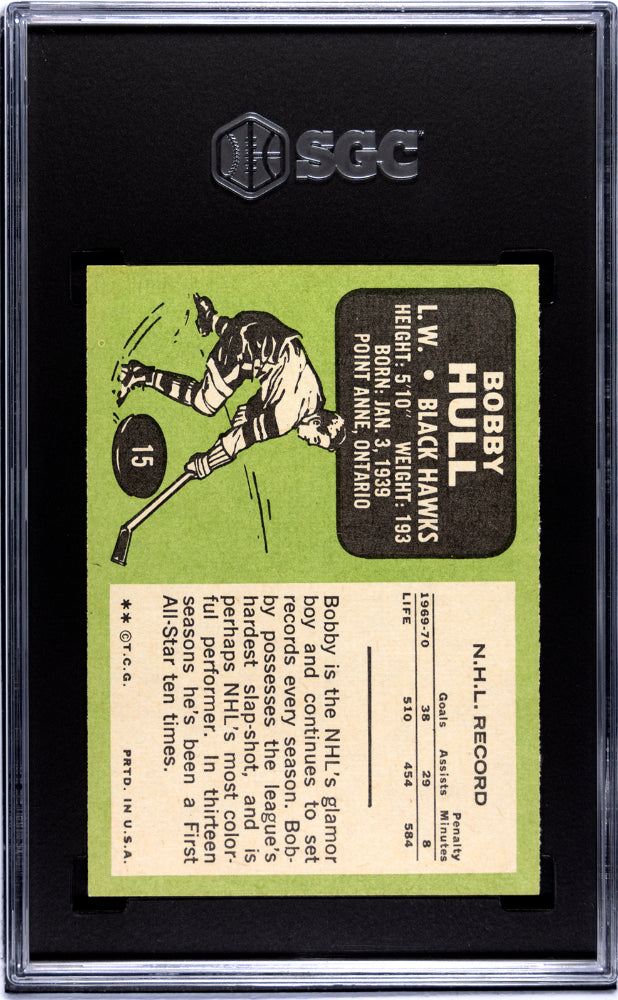 SGC
BOBBY
HULL
L.W. • BLACK HAWKS
HEIGHT: 5'10" WEIGHT: 193
BORN: JAN. 3, 1939
POINT ANNE, ONTARIO
15
N.H.L. RECORD
Goals Assists Penalty Minutes
1969-70 38 29 8
LIFE 510 454 584
Bobby is the NHL's glamor
boy and continues to set
records every season. Bob-
by possesses the league's
hardest slap-shot, and is
perhaps NHL's most color-
ful performer. In thirteen
seasons he's been a First
All-Star ten times.
** ©T.C.G. PRTD. IN U.S.A.